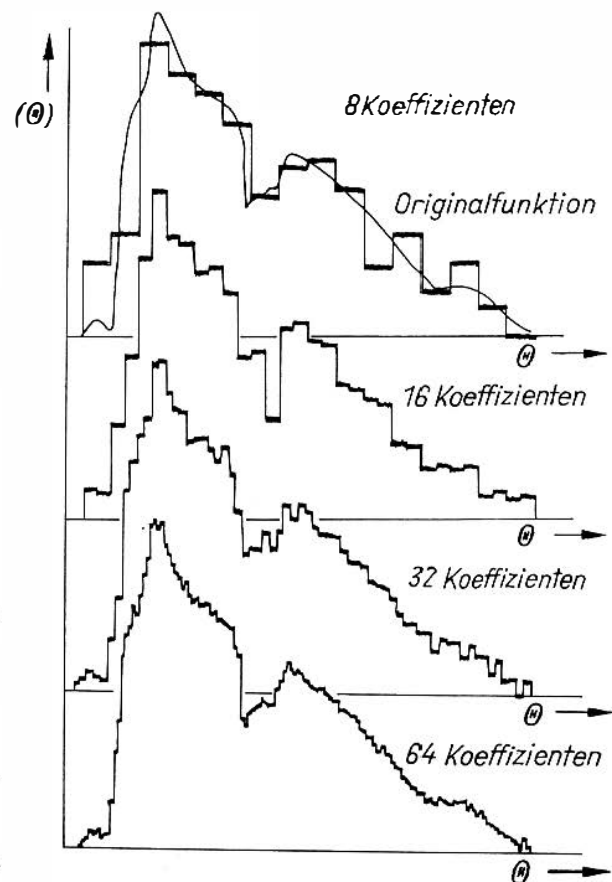 (Θ)
8 Koeffizienten
Originalfunktion
Θ
16 Koeffizienten
Θ
32 Koeffizienten
Θ
64 Koeffizienten
Θ